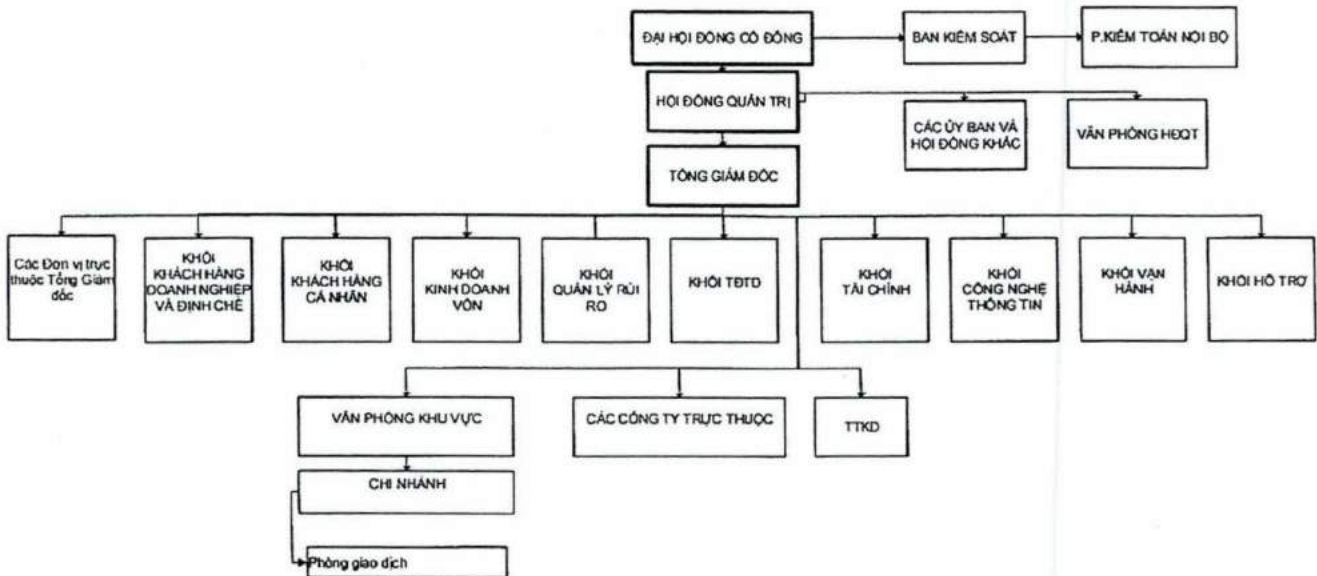 ĐẠI HỘI ĐỒNG CỔ ĐÔNG
BAN KIỂM SOÁT
P.KIỂM TOÁN NỘI BỘ
HỘI ĐỒNG QUẢN TRỊ
CÁC ỦY BAN VÀ
HỘI ĐỒNG KHÁC
VĂN PHÒNG HĐQT
TỔNG GIÁM ĐỐC
Các Đơn vị trực
thuộc Tổng Giám
đốc
KHỐI
KHÁCH HÀNG
DOANH NGHIỆP
VÀ ĐỊNH CHẾ
KHỐI
KHÁCH HÀNG
CÁ NHÂN
KHỐI
KINH DOANH
VỐN
KHỐI
QUẢN LÝ RỦI
RO
KHỐI TĐTD
KHỐI
TÀI CHÍNH
KHỐI
CÔNG NGHỆ
THÔNG TIN
KHỐI VẬN
HÀNH
KHỐI HỖ TRỢ
VĂN PHÒNG KHU VỰC
CÁC CÔNG TY TRỰC THUỘC
TTKD
CHI NHÁNH
Phòng giao dịch